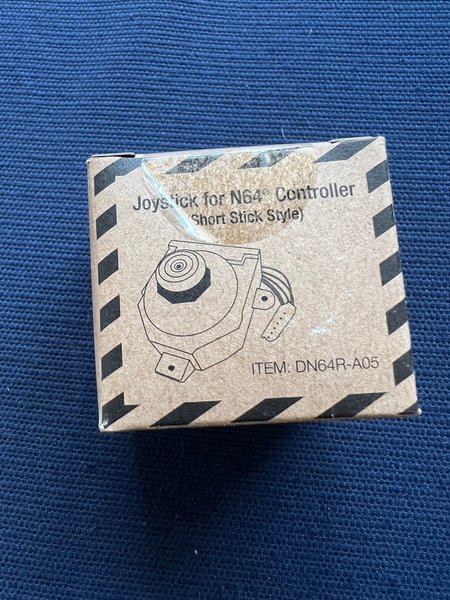 Joystick for N64® Controller
(Short Stick Style)
ITEM: DN64R-A05